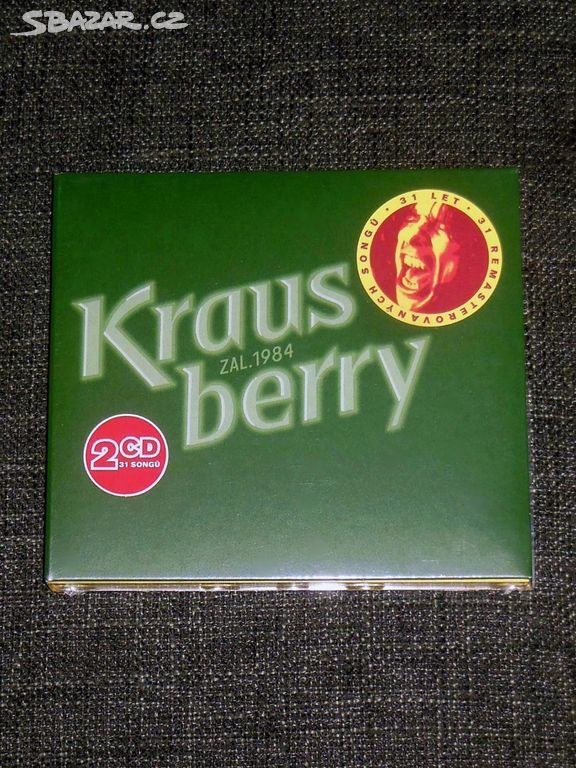 SBAZAR.CZ
31 LET · 31 REMASTEROVANÝCH SONGŮ ·
Kraus
ZAL.1984
berry
2CD
31 SONGŮ